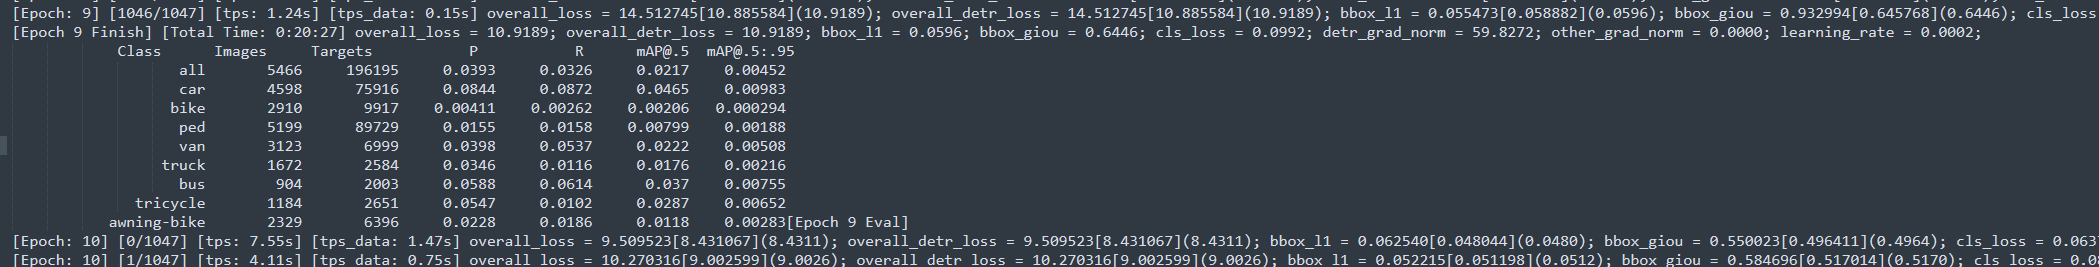 [Epoch: 9] [1046/1047] [tps: 1.24s] [tps_data: 0.15s] overall_loss = 14.512745[10.885584](10.9189); overall_detr_loss = 14.512745[10.885584](10.9189); bbox_l1 = 0.055473[0.058882](0.0596); bbox_giou = 0.932994[0.645768](0.6446); cls_loss
[Epoch 9 Finish] [Total Time: 0:20:27] overall_loss = 10.9189; overall_detr_loss = 10.9189; bbox_l1 = 0.0596; bbox_giou = 0.6446; cls_loss = 0.0992; detr_grad_norm = 59.8272; other_grad_norm = 0.0000; learning_rate = 0.0002;
Class Images Targets P R mAP@.5 mAP@.5:.95
all 5466 196195 0.0393 0.0326 0.0217 0.00452
car 4598 75916 0.0844 0.0872 0.0465 0.00983
bike 2910 9917 0.00411 0.00262 0.00206 0.000294
ped 5199 89729 0.0155 0.0158 0.00799 0.00188
van 3123 6999 0.0398 0.0537 0.0222 0.00508
truck 1672 2584 0.0346 0.0116 0.0176 0.00216
bus 904 2003 0.0588 0.0614 0.037 0.00755
tricycle 1184 2651 0.0547 0.0102 0.0287 0.00652
awning-bike 2329 6396 0.0228 0.0186 0.0118 0.00283[Epoch 9 Eval]
[Epoch: 10] [0/1047] [tps: 7.55s] [tps_data: 1.47s] overall_loss = 9.509523[8.431067](8.4311); overall_detr_loss = 9.509523[8.431067](8.4311); bbox_l1 = 0.062540[0.048044](0.0480); bbox_giou = 0.550023[0.496411](0.4964); cls_loss = 0.063
[Epoch: 10] [1/1047] [tps: 4.11s] [tps_data: 0.75s] overall_loss = 10.270316[9.002599](9.0026); overall_detr_loss = 10.270316[9.002599](9.0026); bbox_l1 = 0.052215[0.051198](0.0512); bbox_giou = 0.584696[0.517014](0.5170); cls_loss = 0.0